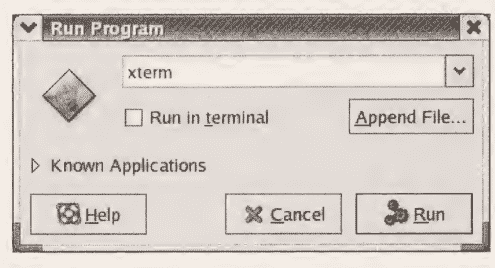 Run Program
xterm
Run in terminal
Append File...
Known Applications
Help
Cancel
Run